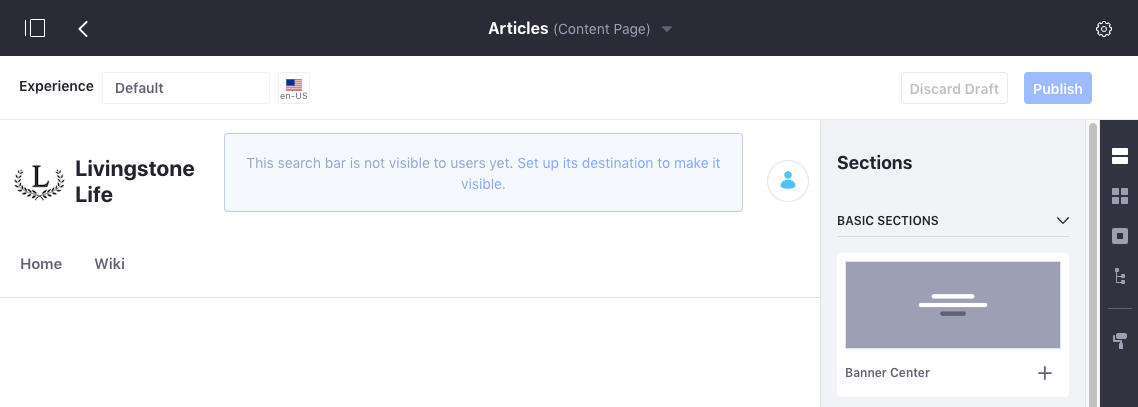 Articles (Content Page)
Experience Default en-US Discard Draft Publish
L
Livingstone
Life
This search bar is not visible to users yet. Set up its destination to make it
visible.
Home Wiki
Sections
BASIC SECTIONS
Banner Center